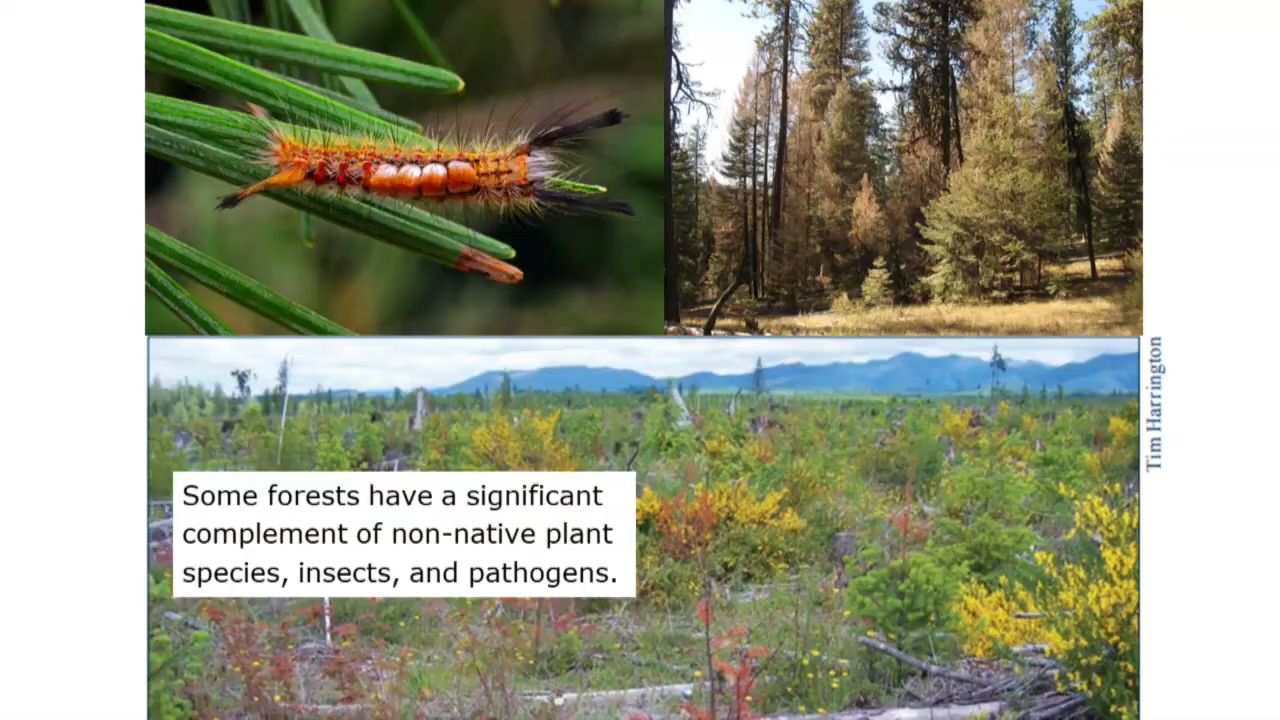 Some forests have a significant
complement of non-native plant
species, insects, and pathogens.
Tim Harrington